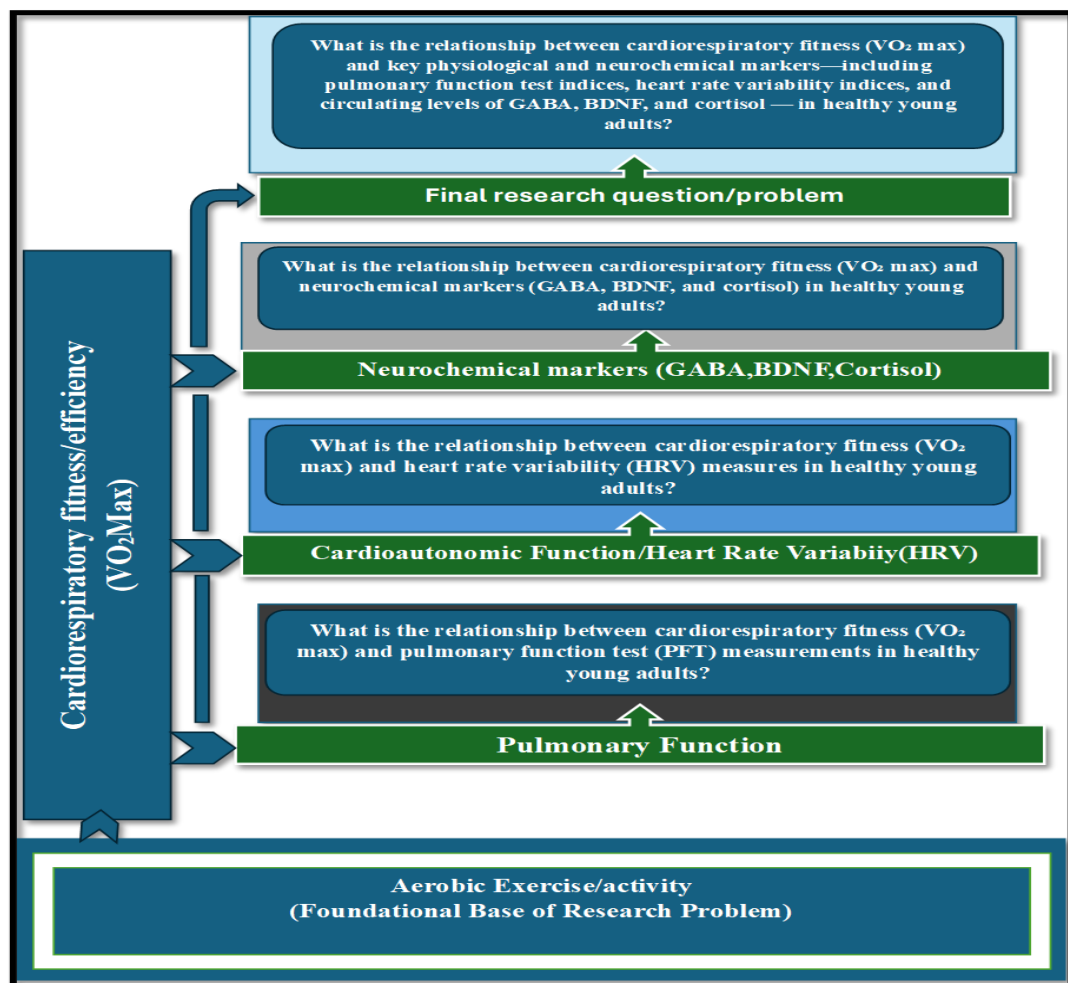 What is the relationship between cardiorespiratory fitness (VO₂ max)
and key physiological and neurochemical markers—including
pulmonary function test indices, heart rate variability indices, and
circulating levels of GABA, BDNF, and cortisol — in healthy young
adults?
Final research question/problem
What is the relationship between cardiorespiratory fitness (VO₂ max) and
neurochemical markers (GABA, BDNF, and cortisol) in healthy young
adults?
Neurochemical markers (GABA,BDNF,Cortisol)
What is the relationship between cardiorespiratory fitness (VO₂
max) and heart rate variability (HRV) measures in healthy young
adults?
Cardioautonomic Function/Heart Rate Variabiiy(HRV)
What is the relationship between cardiorespiratory fitness (VO₂
max) and pulmonary function test (PFT) measurements in healthy
young adults?
Pulmonary Function
Cardiorespiratory fitness/efficiency
(VO₂Max)
Aerobic Exercise/activity
(Foundational Base of Research Problem)